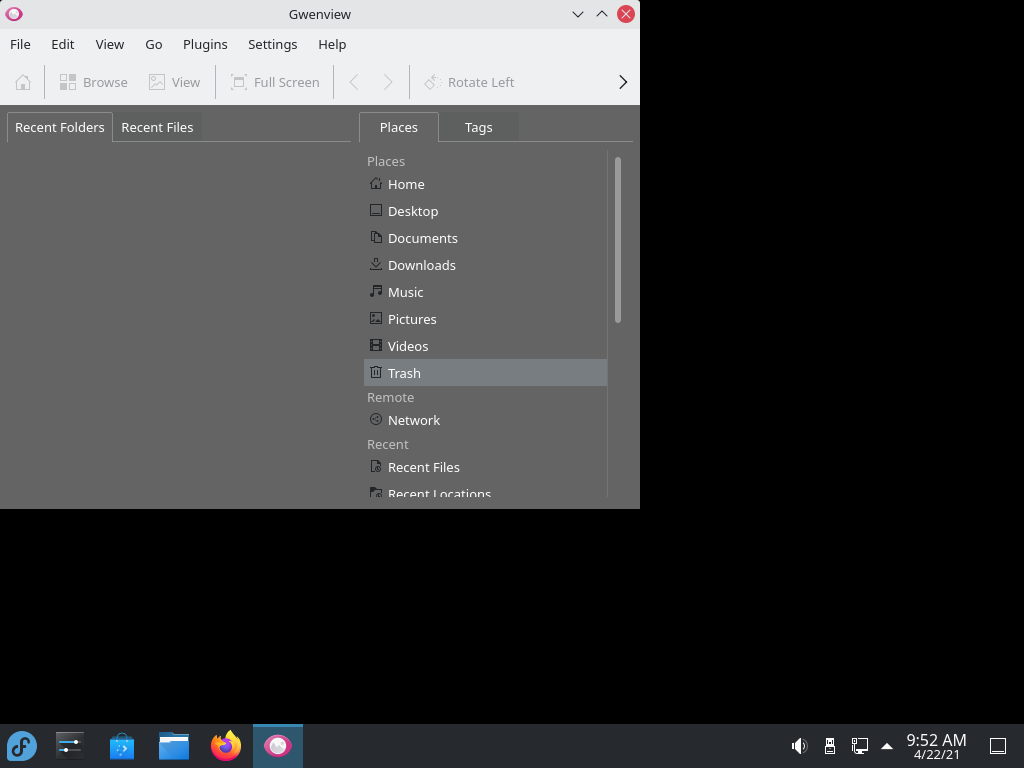 Gwenview
File Edit View Go Plugins Settings Help
Browse View Full Screen Rotate Left
Recent Folders Recent Files Places Tags
Places
Home
Desktop
Documents
Downloads
Music
Pictures
Videos
Trash
Remote
Network
Recent
Recent Files
Recent Locations
9:52 AM
4/22/21